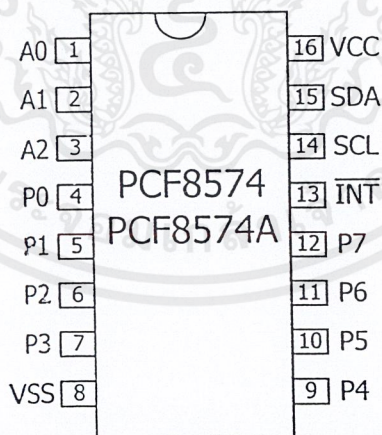 A0 1 16 VCC
A1 2 15 SDA
A2 3 14 SCL
P0 4 PCF8574 13 INT
P1 5 PCF8574A 12 P7
P2 6 11 P6
P3 7 10 P5
VSS 8 9 P4